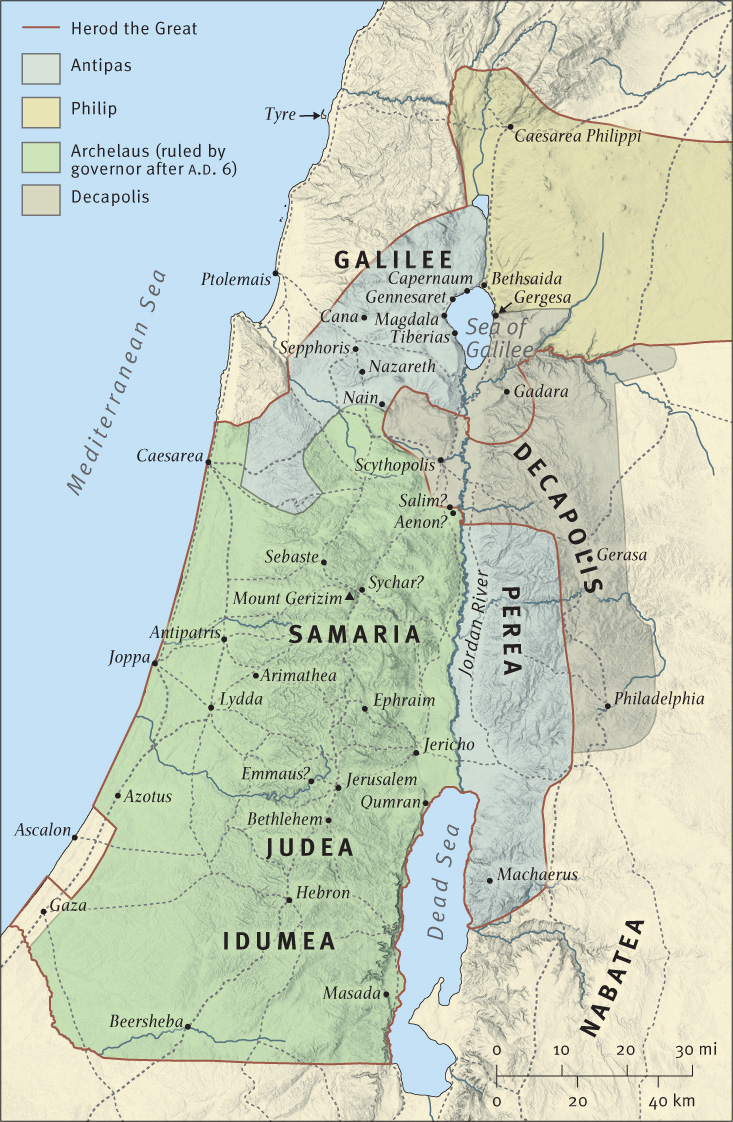 Herod the Great
Antipas
Philip
Archelaus (ruled by
governor after A.D. 6)
Decapolis
Tyre
Caesarea Philippi
GALILEE
Ptolemais
Capernaum
Bethsaida
Gennesaret
Gergesa
Cana
Magdala
Sea of
Galilee
Tiberias
Sepphoris
Nazareth
Nain
Gadara
Mediterranean Sea
Caesarea
Scythopolis
DECAPOLIS
Salim?
Aenon?
Gerasa
Sebaste
Sychar?
Mount Gerizim
Jordan River
PEREA
Antipatris
SAMARIA
Joppa
Arimathea
Lydda
Ephraim
Philadelphia
Jericho
Emmaus?
Jerusalem
Azotus
Qumran
Bethlehem
Ascalon
JUDEA
Dead Sea
Machaerus
Hebron
Gaza
IDUMEA
NABATEA
Masada
Beersheba
0 10 20 30 mi
0 20 40 km